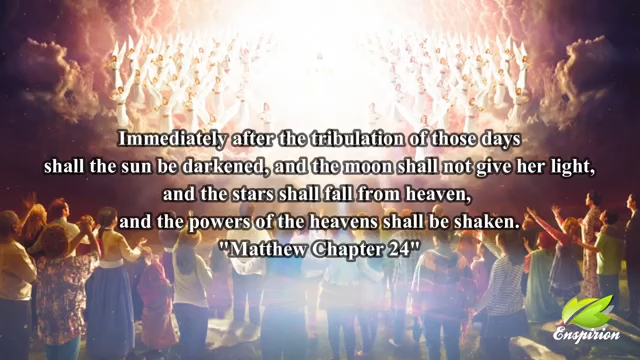 Immediately after the tribulation of those days
shall the sun be darkened, and the moon shall not give her light,
and the stars shall fall from heaven,
and the powers of the heavens shall be shaken.
"Matthew Chapter 24"
Enspirion